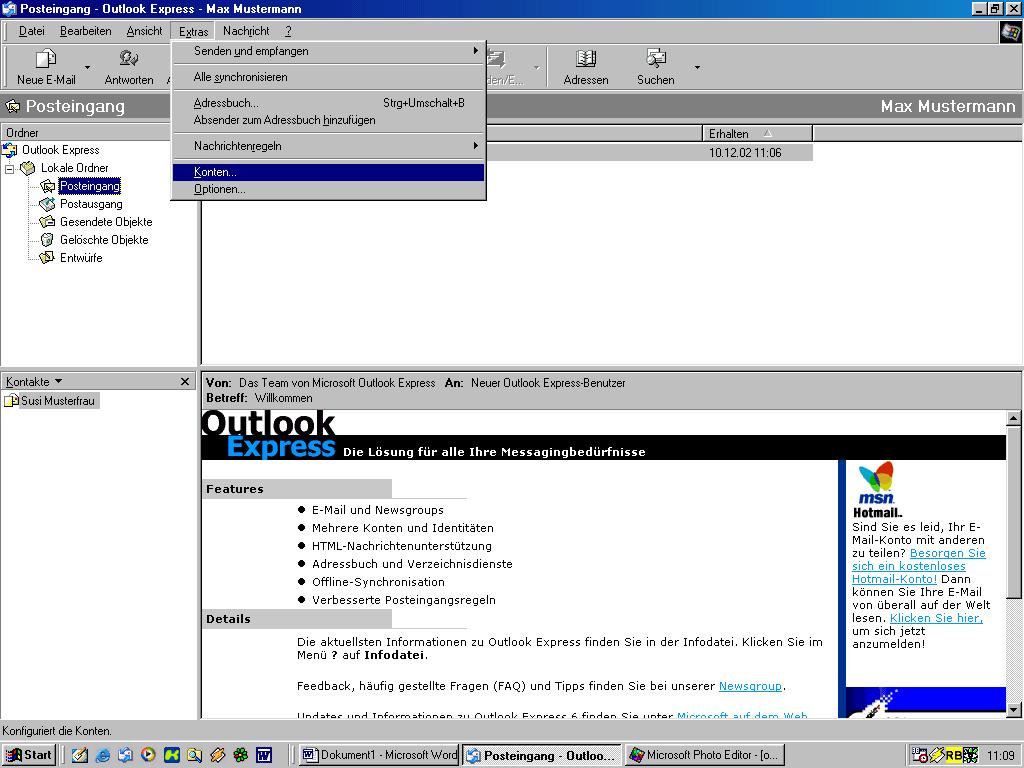 Posteingang - Outlook Express - Max Mustermann
Datei Bearbeiten Ansicht Extras Nachricht ?
Senden und empfangen
Alle synchronisieren
Adressbuch... Strg+Umschalt+B
Absender zum Adressbuch hinzufügen
Nachrichtenregeln
Konten...
Optionen...
Neue E-Mail Antworten Adressen Suchen
Posteingang Max Mustermann
Ordner
Outlook Express
Lokale Ordner
Posteingang
Postausgang
Gesendete Objekte
Gelöschte Objekte
Entwürfe
Erhalten
10.12.02 11:06
Kontakte
Susi Musterfrau
Von: Das Team von Microsoft Outlook Express An: Neuer Outlook Express-Benutzer
Betreff: Willkommen
Outlook
Express Die Lösung für alle Ihre Messagingbedürfnisse
Features
E-Mail und Newsgroups
Mehrere Konten und Identitäten
HTML-Nachrichtenunterstützung
Adressbuch und Verzeichnisdienste
Offline-Synchronisation
Verbesserte Posteingangsregeln
Details
Die aktuellsten Informationen zu Outlook Express finden Sie in der Infodatei. Klicken Sie im
Menü ? auf Infodatei.
Feedback, häufig gestellte Fragen (FAQ) und Tipps finden Sie bei unserer Newsgroup.
Updates und Informationen zu Outlook Express 6 finden Sie unter Microsoft auf dem Web
msn
Hotmail
Sind Sie es leid, Ihr E-
Mail-Konto mit anderen
zu teilen? Besorgen Sie
sich ein kostenloses
Hotmail-Konto! Dann
können Sie Ihre E-Mail
von überall auf der Welt
lesen. Klicken Sie hier,
um sich jetzt
anzumelden!
Konfiguriert die Konten.
Start Dokument1 - Microsoft Word Posteingang - Outloo... Microsoft Photo Editor - [o... RB 11:09